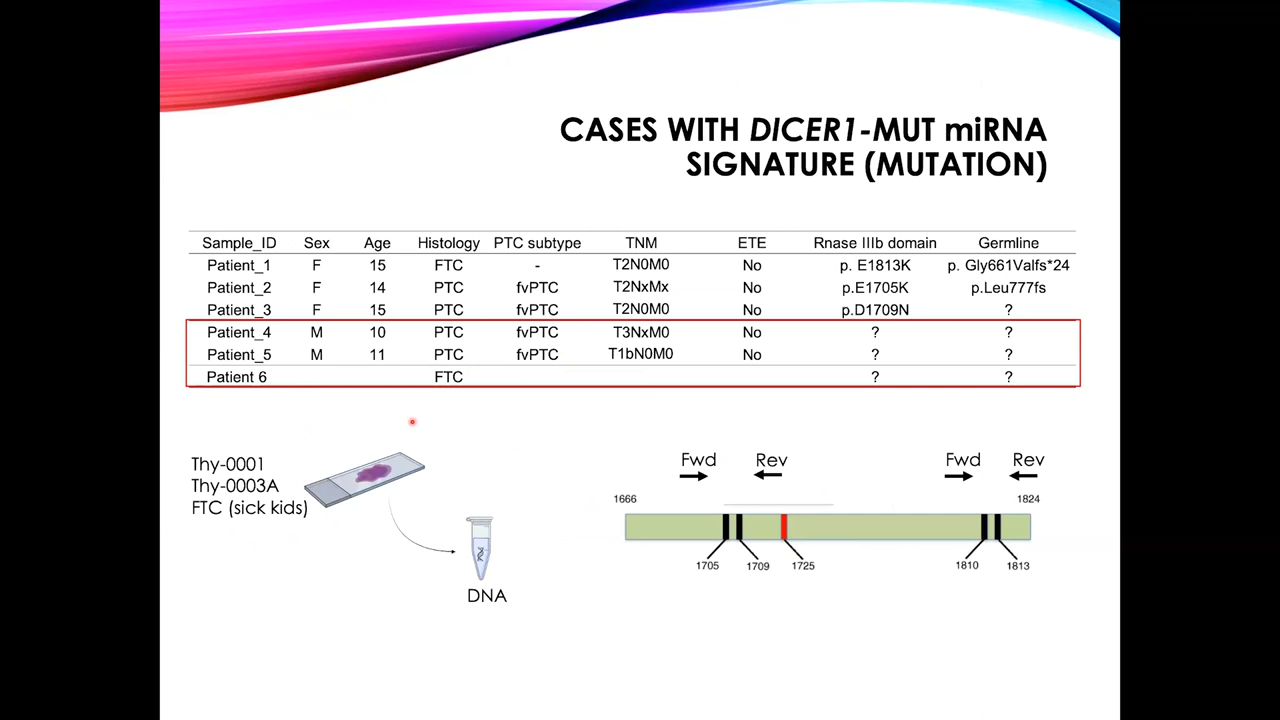 CASES WITH DICER1-MUT miRNA
SIGNATURE (MUTATION)
Sample_ID Sex Age Histology PTC subtype TNM ETE Rnase IIIb domain Germline
Patient_1 F 15 FTC - T2N0M0 No p. E1813K p. Gly661Valfs*24
Patient_2 F 14 PTC fvPTC T2NxMx No p.E1705K p.Leu777fs
Patient_3 F 15 PTC fvPTC T2N0M0 No p.D1709N ?
Patient_4 M 10 PTC fvPTC T3NxM0 No ? ?
Patient_5 M 11 PTC fvPTC T1bN0M0 No ? ?
Patient 6 FTC ? ?
Thy-0001
Thy-0003A
FTC (sick kids)
DNA
Fwd Rev Fwd Rev
1666 1824
1705 1709 1725 1810 1813